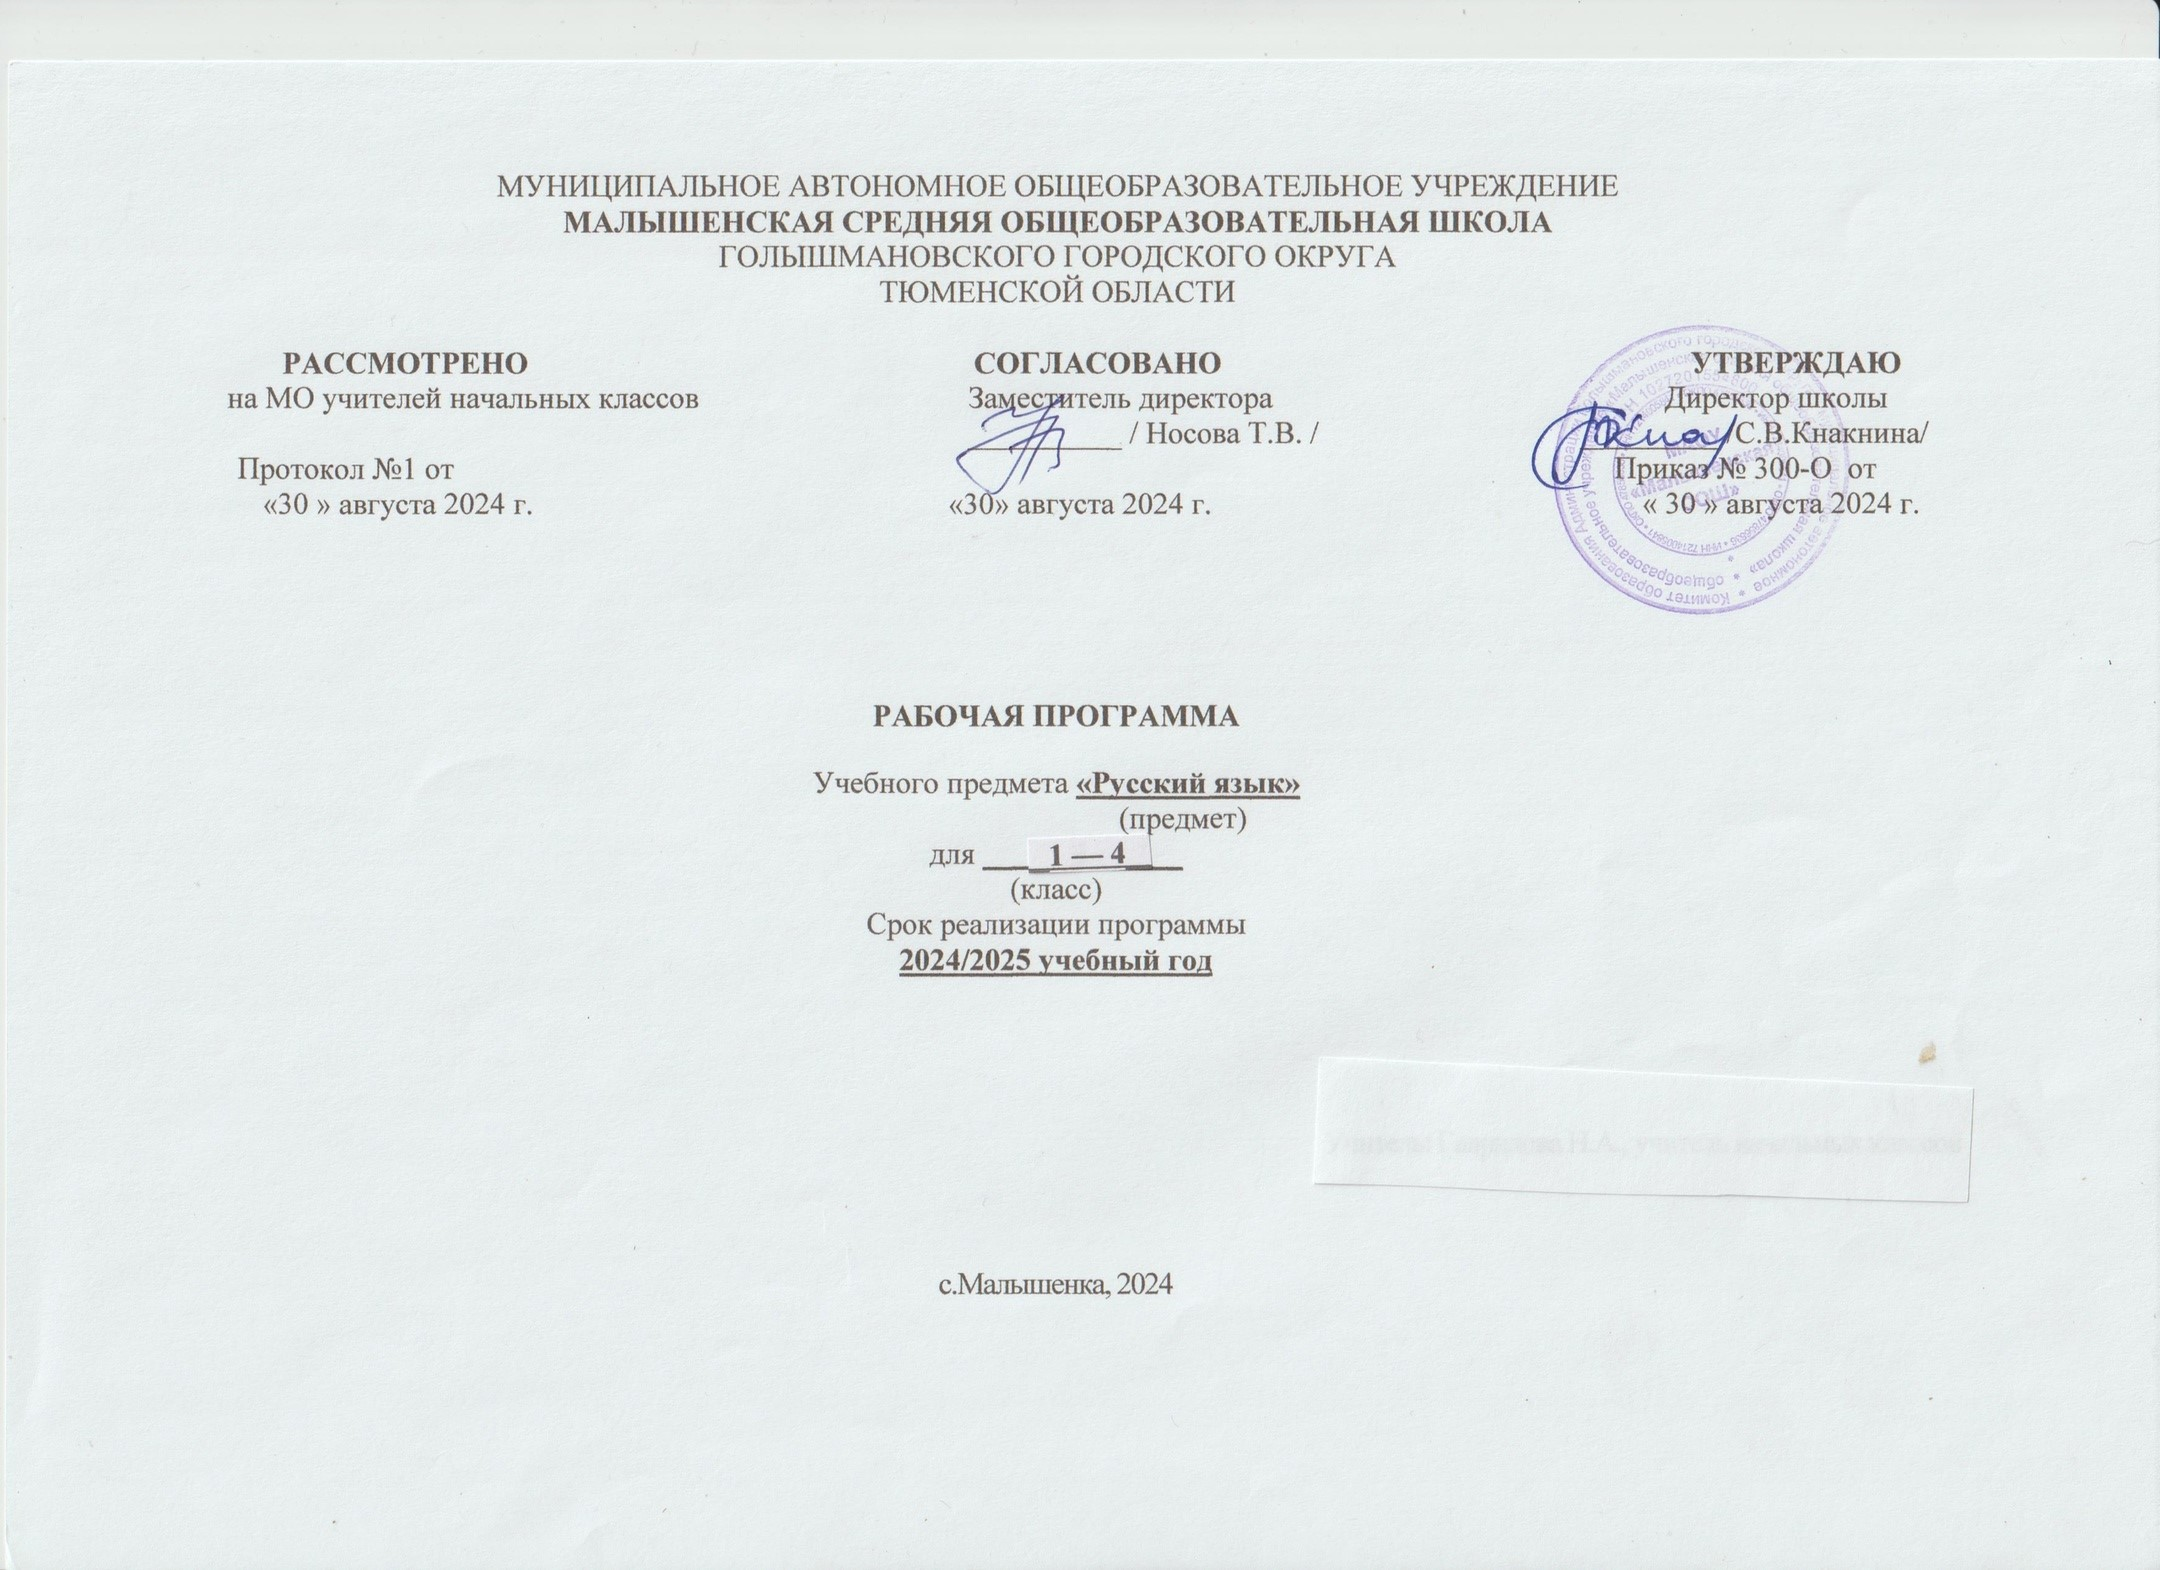 МУНИЦИПАЛЬНОЕ АВТОНОМНОЕ ОБЩЕОБРАЗОВАТЕЛЬНОЕ УЧРЕЖДЕНИЕ
МАЛЫШЕНСКАЯ СРЕДНЯЯ ОБЩЕОБРАЗОВАТЕЛЬНАЯ ШКОЛА
ГОЛЫШМАНОВСКОГО ГОРОДСКОГО ОКРУГА
ТЮМЕНСКОЙ ОБЛАСТИ
РАССМОТРЕНО
на МО учителей начальных классов
Протокол №1 от
«30 » августа 2024 г.
СОГЛАСОВАНО
Заместитель директора
/ Носова Т.В. /
«30» августа 2024 г.
УТВЕРЖДАЮ
Директор школы
/С.В.Кнакнина/
Приказ № 300-О от
« 30 » августа 2024 г.
РАБОЧАЯ ПРОГРАММА
Учебного предмета «Русский язык»
(предмет)
для 1 — 4
(класс)
Срок реализации программы
2024/2025 учебный год
с.Малышенка, 2024